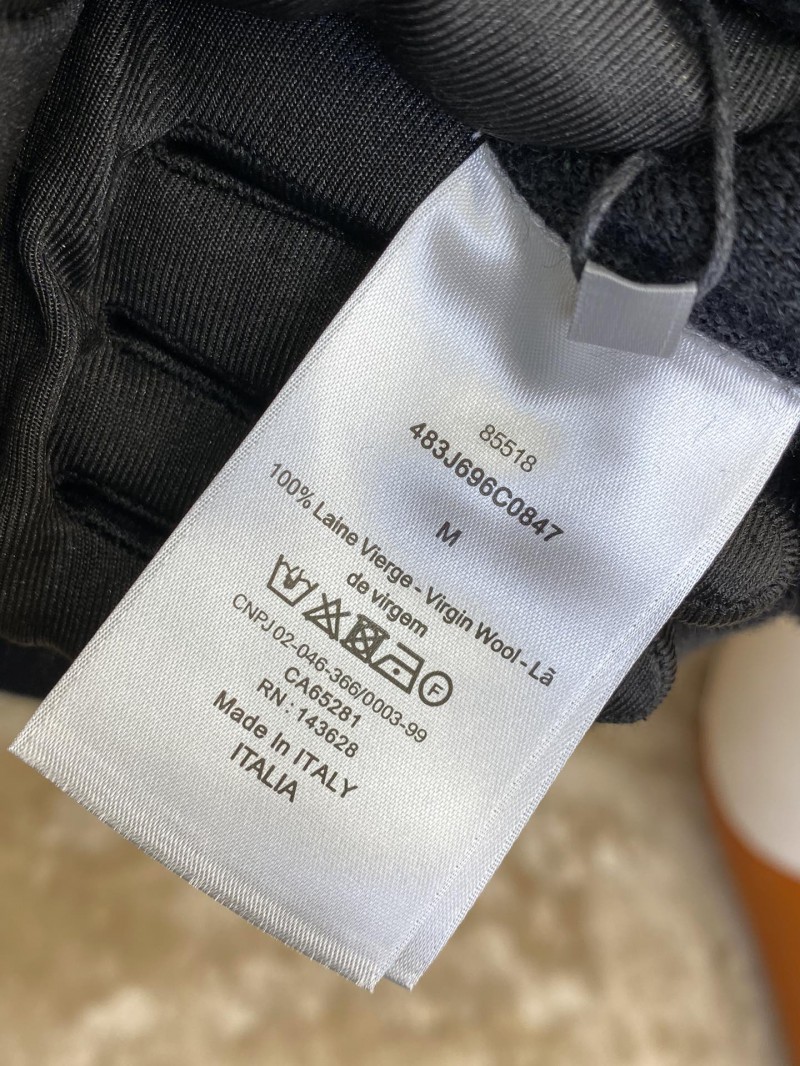 85518
483J696C0847
M
100% Laine Vierge - Virgin Wool - Lã
de virgem
F
CNPJ 02-046-366/0003-99
CA65281
RN : 143628
Made In ITALY
ITALIA